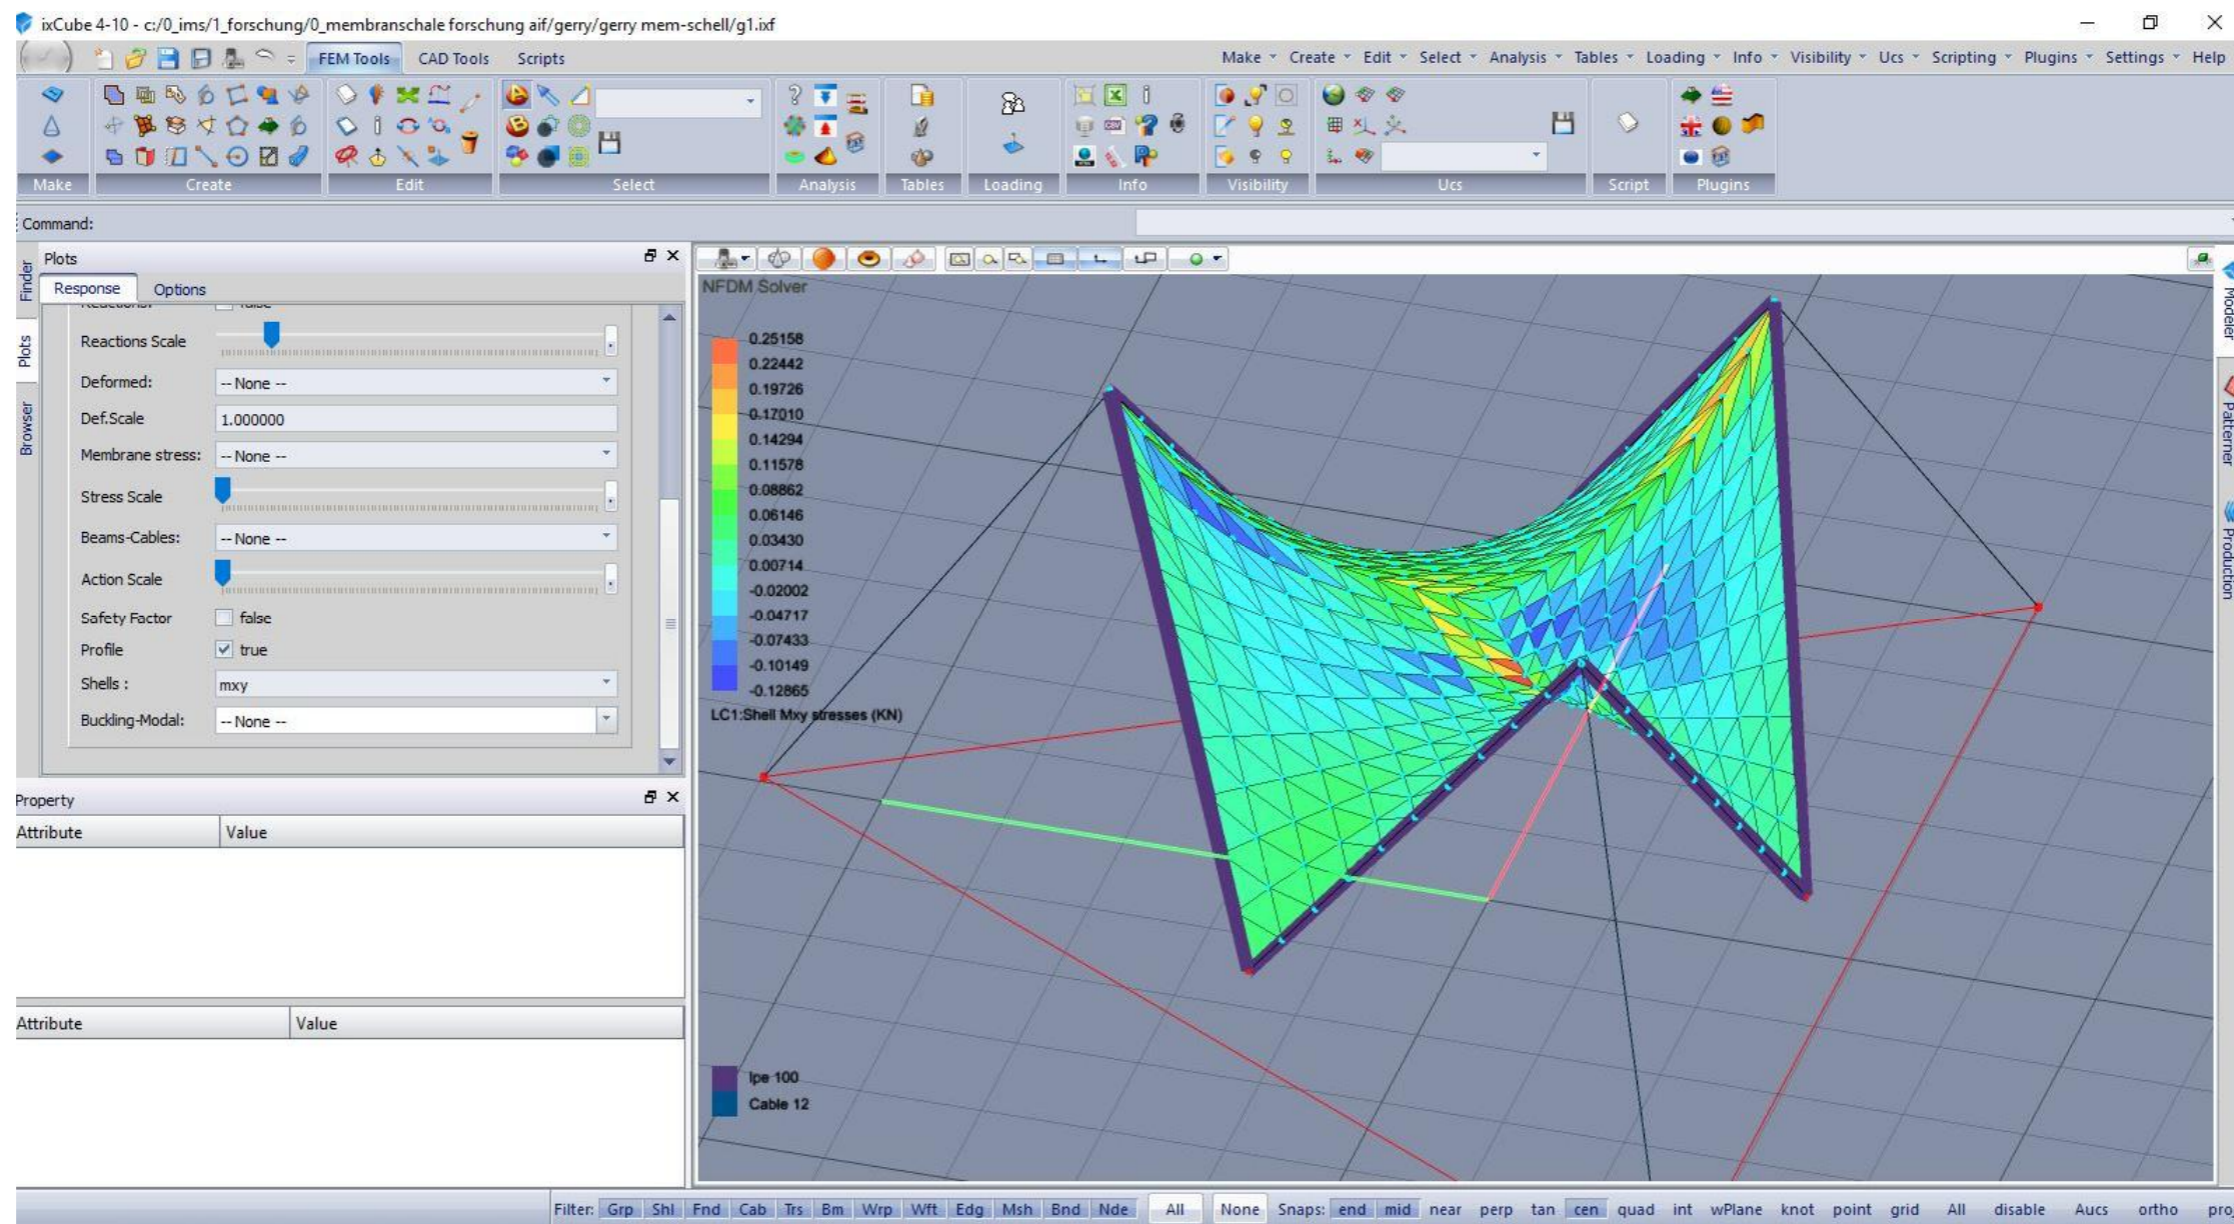 ixCube 4-10 - c:/0_ims/1_forschung/0_membranschale forschung aif/gerry/gerry mem-schell/g1.ixf
FEM Tools CAD Tools Scripts
Make Create Edit Select Analysis Tables Loading Info Visibility Ucs Scripting Plugins Settings Help
Make Create Edit Select Analysis Tables Loading Info Visibility Ucs Script Plugins
Command:
Finder
Plots
Browser
Plots
Response Options
Reactions Scale
Deformed: -- None --
Def.Scale 1.000000
Membrane stress: -- None --
Stress Scale
Beams-Cables: -- None --
Action Scale
Safety Factor false
Profile true
Shells : mxy
Buckling-Modal: -- None --
Property
Attribute Value
Attribute Value
NFDM Solver
0.25158
0.22442
0.19726
0.17010
0.14294
0.11578
0.08862
0.06146
0.03430
0.00714
-0.02002
-0.04717
-0.07433
-0.10149
-0.12865
LC1:Shell Mxy stresses (KN)
Ipe 100
Cable 12
Modeler
Patterner
Production
Filter: Grp Shl Fnd Cab Trs Bm Wrp Wft Edg Msh Bnd Nde All None Snaps: end mid near perp tan cen quad int wPlane knot point grid All disable Aucs ortho